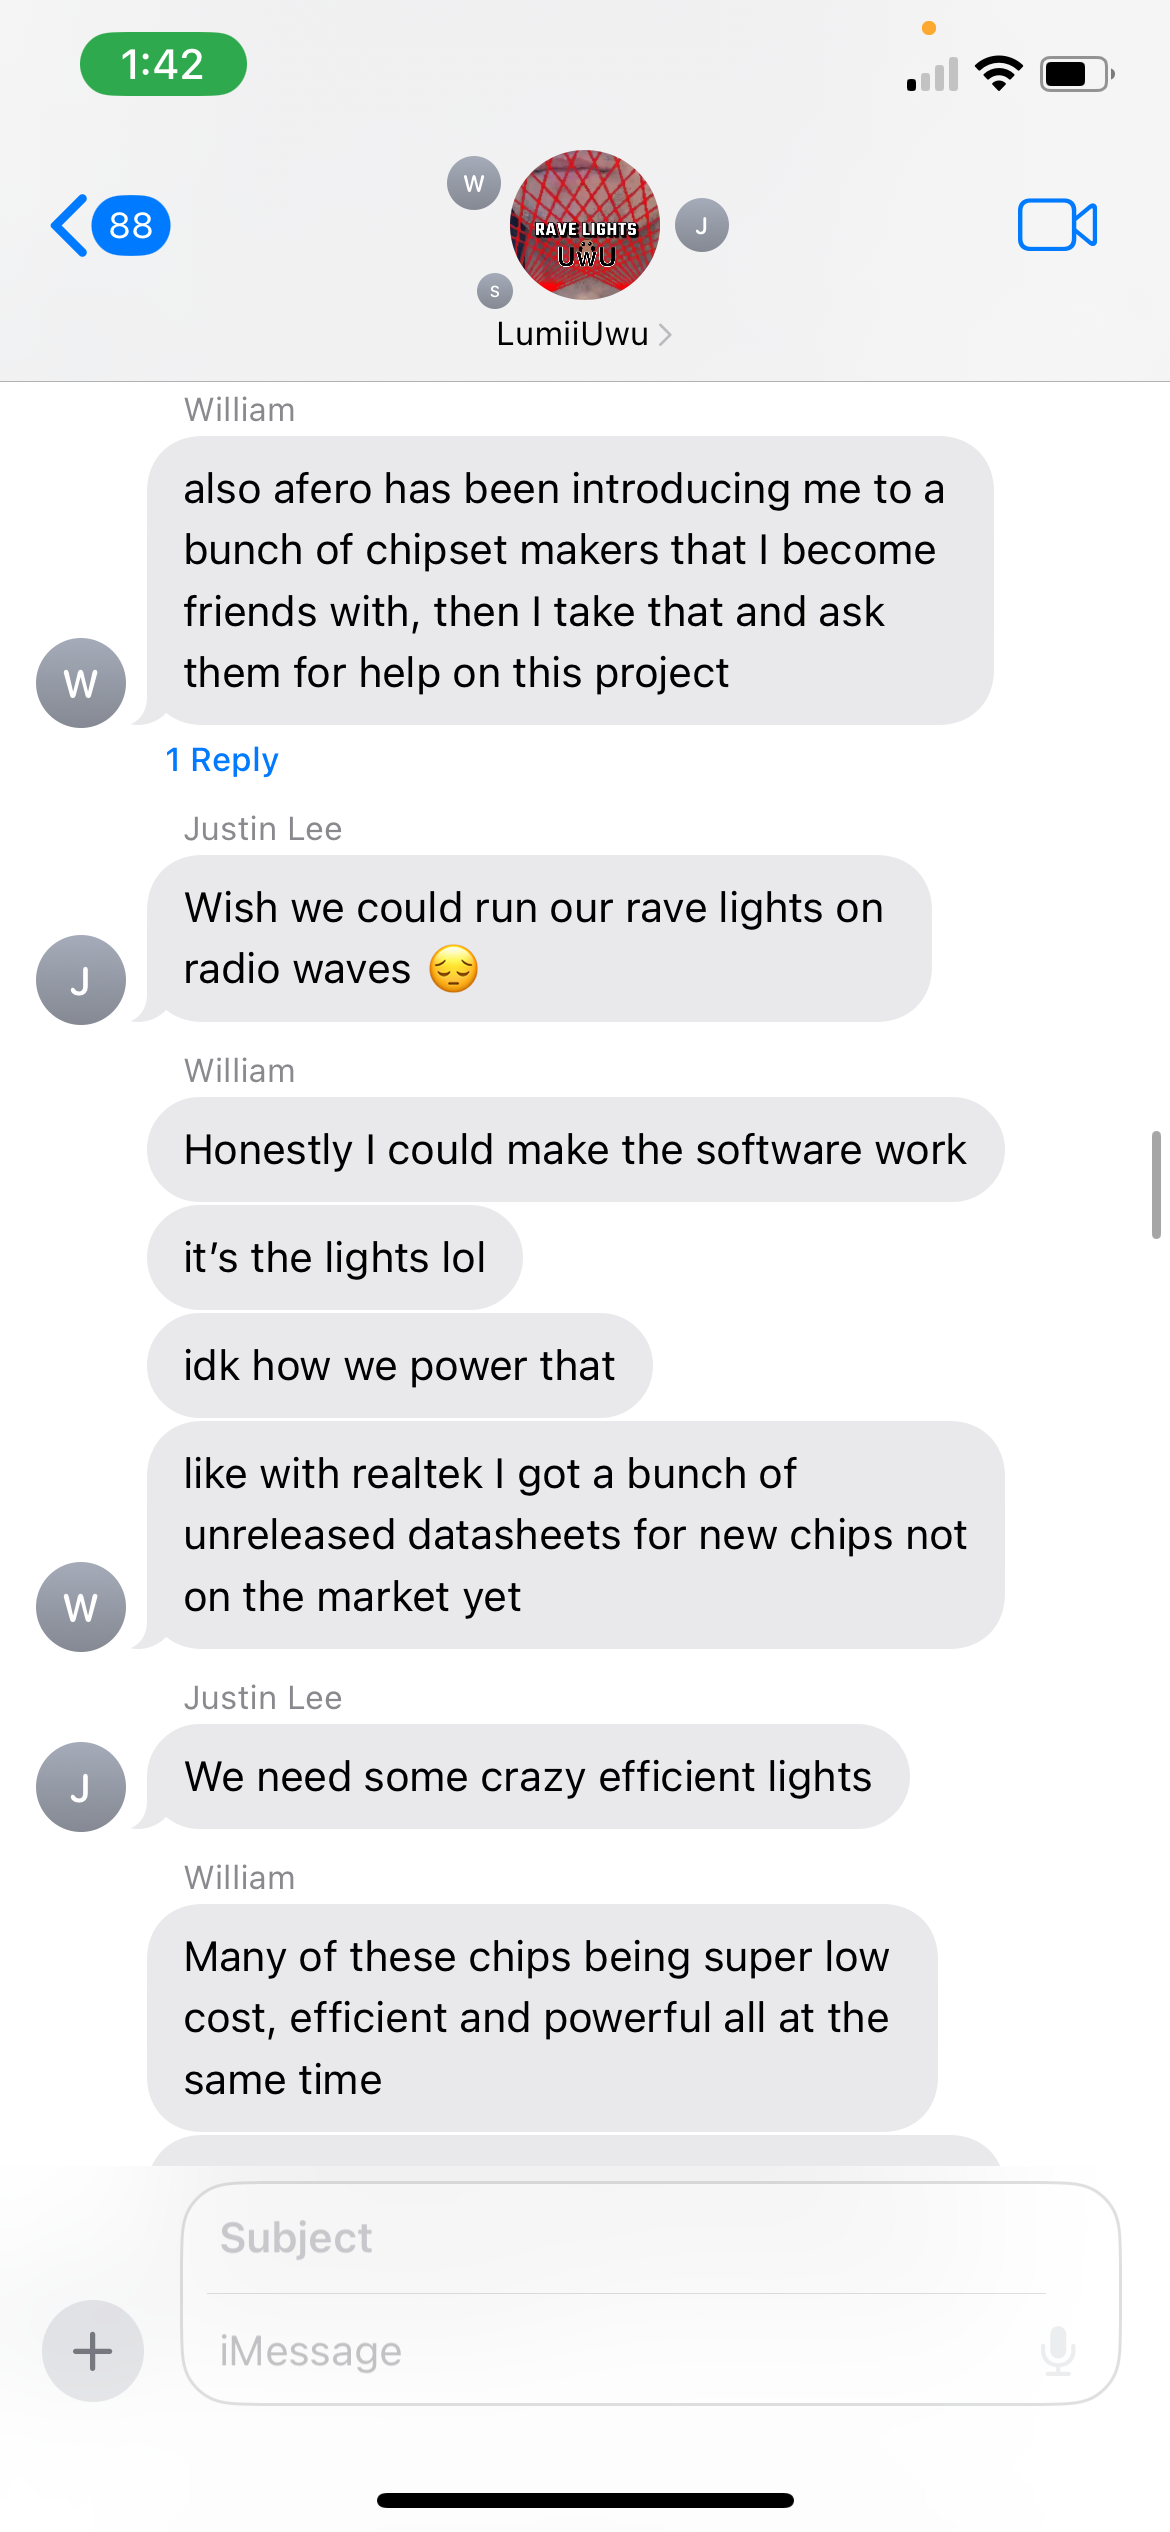 1:42
88
W
J
S
RAVE LIGHTS
UWU
LumiiUwu
William
also afero has been introducing me to a
bunch of chipset makers that I become
friends with, then I take that and ask
them for help on this project
W
1 Reply
Justin Lee
Wish we could run our rave lights on
radio waves 😔
J
William
Honestly I could make the software work
it’s the lights lol
idk how we power that
like with realtek I got a bunch of
unreleased datasheets for new chips not
on the market yet
W
Justin Lee
We need some crazy efficient lights
J
William
Many of these chips being super low
cost, efficient and powerful all at the
same time
Subject
iMessage